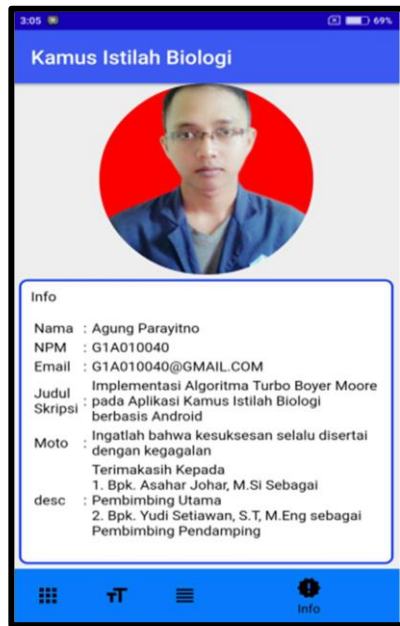 3:05 69%
Kamus Istilah Biologi
Info
Nama : Agung Parayitno
NPM : G1A010040
Email : G1A010040@GMAIL.COM
Judul Skripsi : Implementasi Algoritma Turbo Boyer Moore
pada Aplikasi Kamus Istilah Biologi
berbasis Android
Moto : Ingatlah bahwa kesuksesan selalu disertai
dengan kegagalan
desc : Terimakasih Kepada
1. Bpk. Asahar Johar, M.Si Sebagai
Pembimbing Utama
2. Bpk. Yudi Setiawan, S.T, M.Eng sebagai
Pembimbing Pendamping
Info